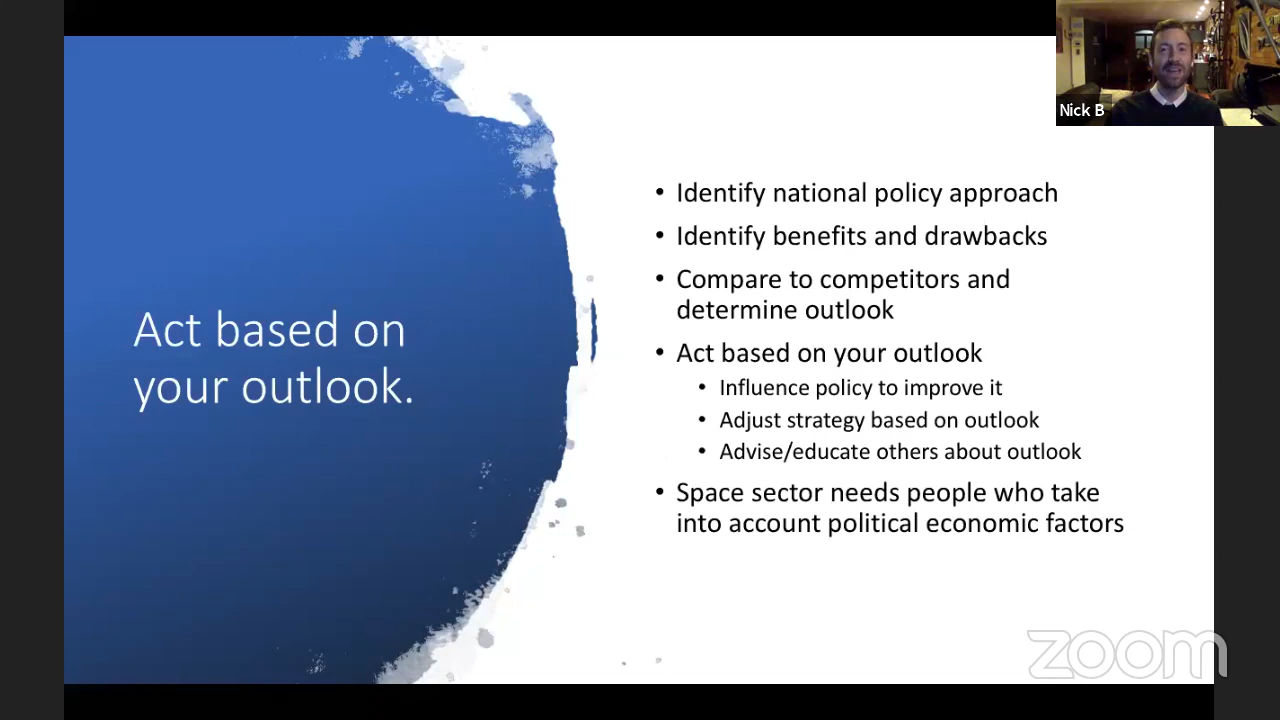 Nick B
Act based on
your outlook.
• Identify national policy approach
• Identify benefits and drawbacks
• Compare to competitors and
determine outlook
• Act based on your outlook
• Influence policy to improve it
• Adjust strategy based on outlook
• Advise/educate others about outlook
• Space sector needs people who take
into account political economic factors
zoom